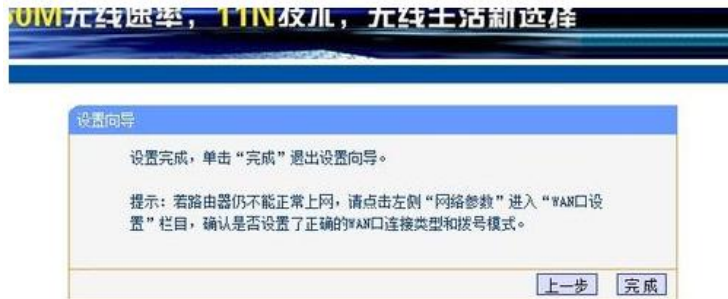 0M无线速率，11N技术，无线生活新选择
设置向导
设置完成，单击“完成”退出设置向导。
提示：若路由器仍不能正常上网，请点击左侧“网络参数”进入“WAN口设
置”栏目，确认是否设置了正确的WAN口连接类型和拨号模式。
上一步 完成